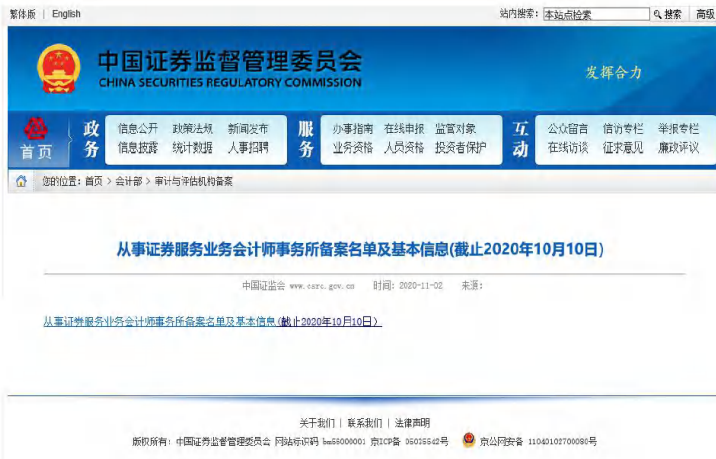 繁体版 | English 站内搜索: 本站点检索 搜索 高级
中国证券监督管理委员会
CHINA SECURITIES REGULATORY COMMISSION
发挥合力
首页
政务 信息公开 政策法规 新闻发布 信息披露 统计数据 人事招聘
服务 办事指南 在线申报 监管对象 业务资格 人员资格 投资者保护
互动 公众留言 信访专栏 举报专栏 在线访谈 征求意见 廉政评议
您的位置: 首页 > 会计部 > 审计与评估机构备案
从事证券服务业务会计师事务所备案名单及基本信息(截止2020年10月10日)
中国证监会 www.csrc.gov.cn 时间: 2020-11-02 来源:
从事证券服务业务会计师事务所备案名单及基本信息(截止2020年10月10日)
关于我们 | 联系我们 | 法律声明
版权所有: 中国证券监督管理委员会 网站标识码 bm56000001 京ICP备 05035542号 京公网安备 11040102700080号